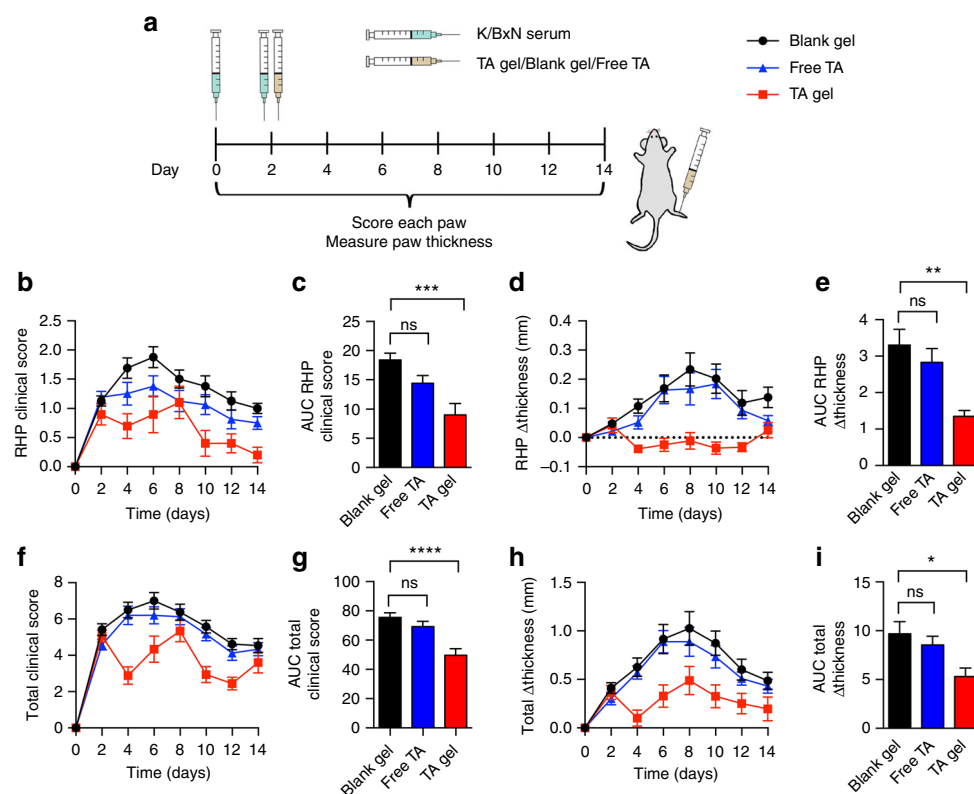 a
K/BxN serum
TA gel/Blank gel/Free TA
Blank gel
Free TA
TA gel
Day
0 2 4 6 8 10 12 14
Score each paw
Measure paw thickness
b
RHP clinical score
2.5
2.0
1.5
1.0
0.5
0.0
0 2 4 6 8 10 12 14
Time (days)
c
AUC RHP
clinical score
25
20
15
10
5
0
***
ns
Blank gel
Free TA
TA gel
d
RHP Δthickness (mm)
0.4
0.3
0.2
0.1
0.0
–0.1
0 2 4 6 8 10 12 14
Time (days)
e
AUC RHP
Δthickness
4
3
2
1
0
**
ns
Blank gel
Free TA
TA gel
f
Total clinical score
8
6
4
2
0
0 2 4 6 8 10 12 14
Time (days)
g
AUC total
clinical score
100
80
60
40
20
0
****
ns
Blank gel
Free TA
TA gel
h
Total Δthickness (mm)
1.5
1.0
0.5
0.0
0 2 4 6 8 10 12 14
Time (days)
i
AUC total
Δthickness
15
10
5
0
*
ns
Blank gel
Free TA
TA gel